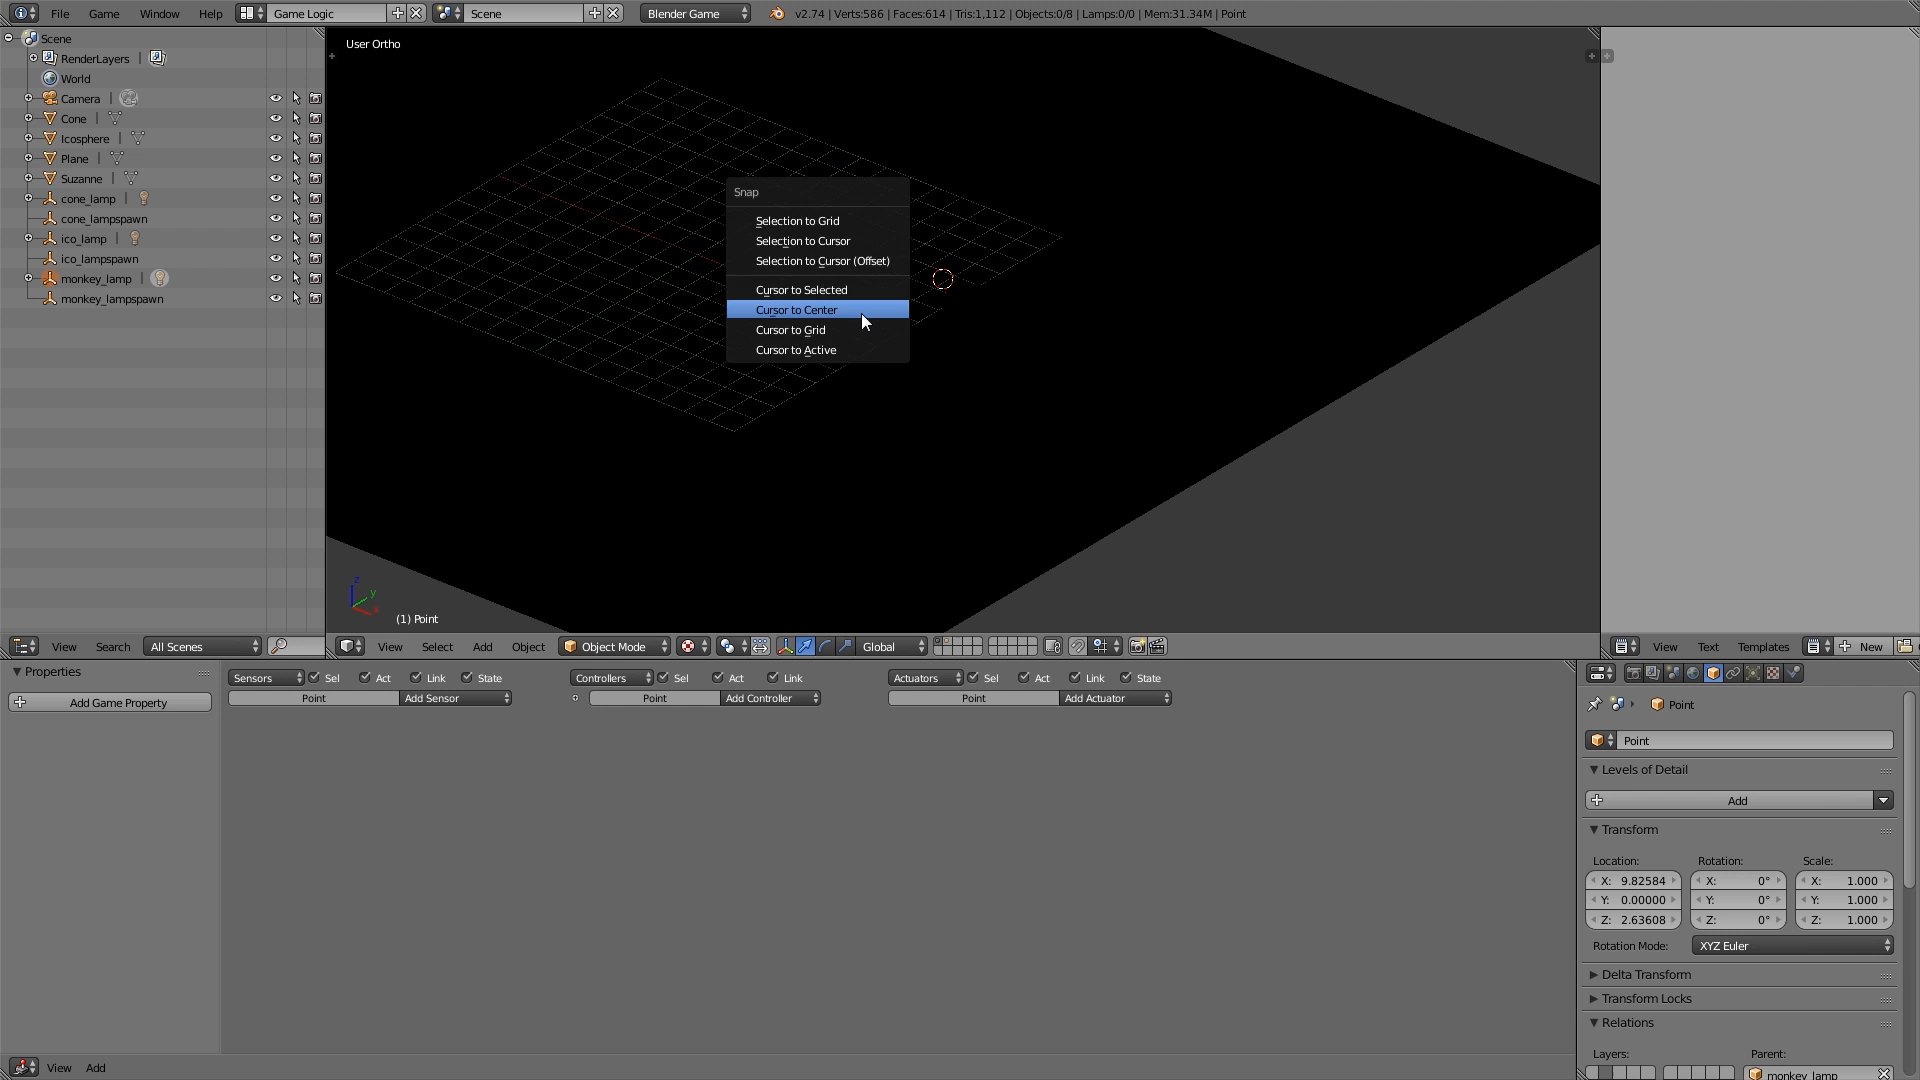 File Game Window Help Game Logic Scene Blender Game v2.74 | Verts:586 | Faces:614 | Tris:1,112 | Objects:0/8 | Lamps:0/0 | Mem:31.34M | Point
Scene
RenderLayers
World
Camera
Cone
Icosphere
Plane
Suzanne
cone_lamp
cone_lampspawn
ico_lamp
ico_lampspawn
monkey_lamp
monkey_lampspawn
User Ortho
Snap
Selection to Grid
Selection to Cursor
Selection to Cursor (Offset)
Cursor to Selected
Cursor to Center
Cursor to Grid
Cursor to Active
z
y
x
(1) Point
View Search All Scenes
View Select Add Object Object Mode Global
View Text Templates New
Properties
Add Game Property
Sensors Sel Act Link State
Point Add Sensor
Controllers Sel Act Link
Point Add Controller
Actuators Sel Act Link State
Point Add Actuator
Point
Point
Levels of Detail
Add
Transform
Location: Rotation: Scale:
X: 9.82584 X: 0° X: 1.000
Y: 0.00000 Y: 0° Y: 1.000
Z: 2.63608 Z: 0° Z: 1.000
Rotation Mode: XYZ Euler
Delta Transform
Transform Locks
Relations
Layers: Parent:
monkey_lamp
View Add